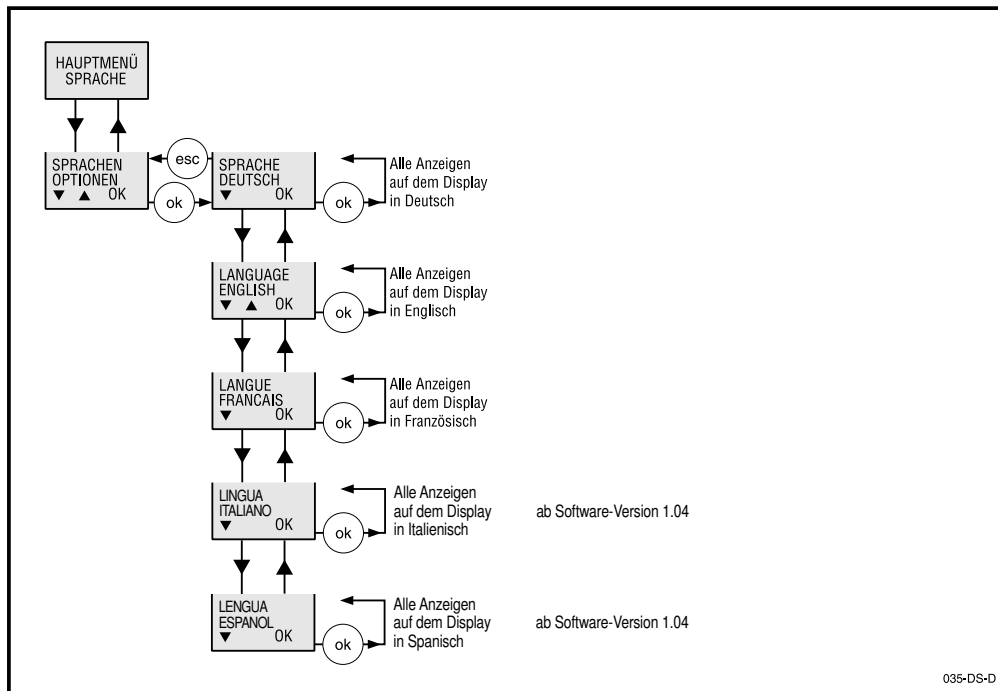 HAUPTMENÜ
SPRACHE
SPRACHEN
OPTIONEN
▼ ▲ OK
esc
ok
SPRACHE
DEUTSCH
▼ OK
ok
Alle Anzeigen
auf dem Display
in Deutsch
LANGUAGE
ENGLISH
▼ ▲ OK
ok
Alle Anzeigen
auf dem Display
in Englisch
LANGUE
FRANCAIS
▼ OK
ok
Alle Anzeigen
auf dem Display
in Französisch
LINGUA
ITALIANO
▼ OK
ok
Alle Anzeigen
auf dem Display
in Italienisch
ab Software-Version 1.04
LENGUA
ESPANOL
▼ OK
ok
Alle Anzeigen
auf dem Display
in Spanisch
ab Software-Version 1.04
035-DS-D